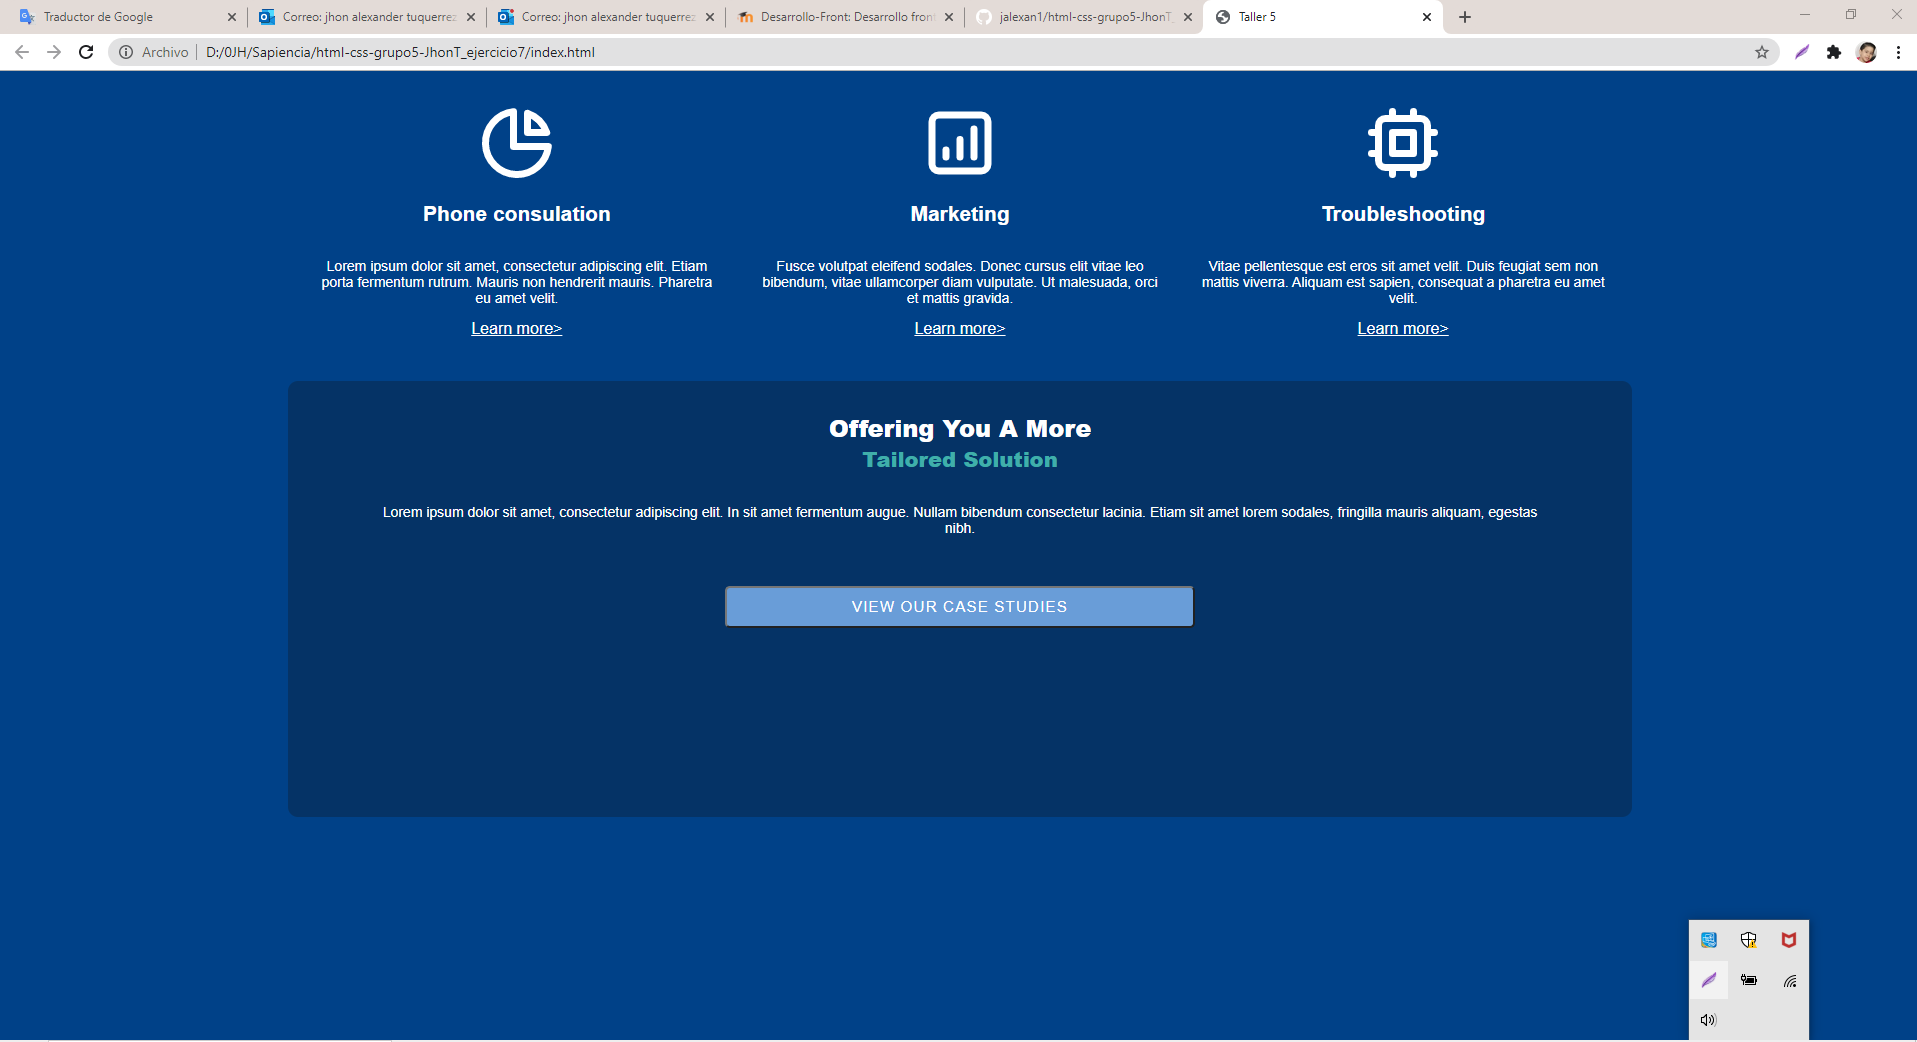 Traductor de Google
Correo: jhon alexander tuquerrez
Correo: jhon alexander tuquerrez
Desarrollo-Front: Desarrollo front
jalexan1/html-css-grupo5-JhonT_
Taller 5
Archivo
D:/0JH/Sapiencia/html-css-grupo5-JhonT_ejercicio7/index.html
Phone consulation
Marketing
Troubleshooting
Lorem ipsum dolor sit amet, consectetur adipiscing elit. Etiam
porta fermentum rutrum. Mauris non hendrerit mauris. Pharetra
eu amet velit.
Fusce volutpat eleifend sodales. Donec cursus elit vitae leo
bibendum, vitae ullamcorper diam vulputate. Ut malesuada, orci
et mattis gravida.
Vitae pellentesque est eros sit amet velit. Duis feugiat sem non
mattis viverra. Aliquam est sapien, consequat a pharetra eu amet
velit.
Learn more>
Learn more>
Learn more>
Offering You A More
Tailored Solution
Lorem ipsum dolor sit amet, consectetur adipiscing elit. In sit amet fermentum augue. Nullam bibendum consectetur lacinia. Etiam sit amet lorem sodales, fringilla mauris aliquam, egestas
nibh.
VIEW OUR CASE STUDIES